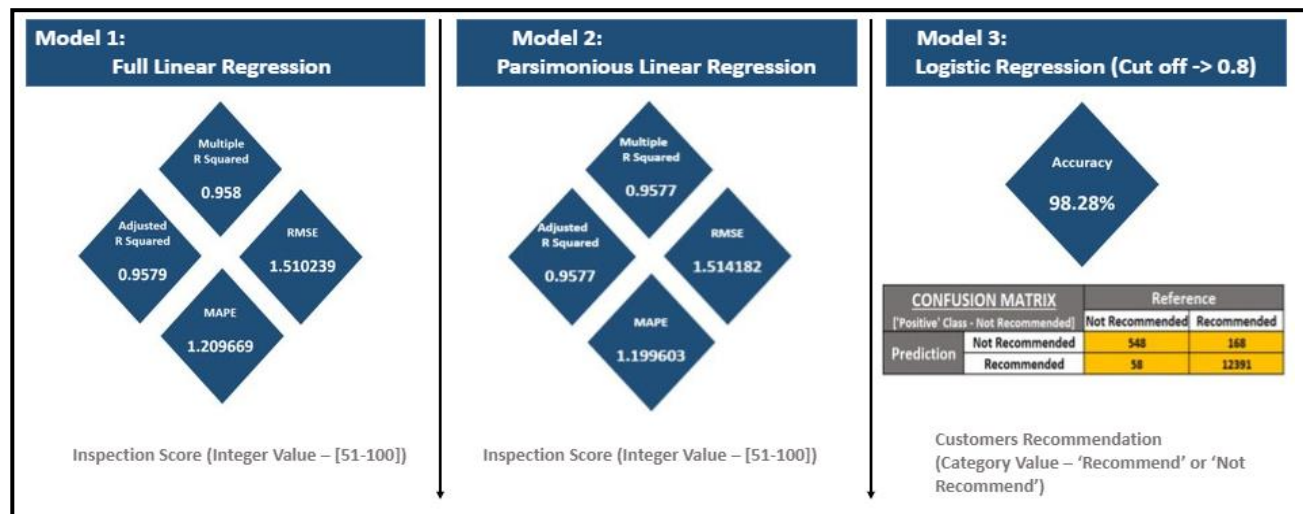 Model 1:
Full Linear Regression
Multiple
R Squared
0.958
Adjusted
R Squared
0.9579
RMSE
1.510239
MAPE
1.209669
Inspection Score (Integer Value – [51-100])
Model 2:
Parsimonious Linear Regression
Multiple
R Squared
0.9577
Adjusted
R Squared
0.9577
RMSE
1.514182
MAPE
1.199603
Inspection Score (Integer Value – [51-100])
Model 3:
Logistic Regression (Cut off -> 0.8)
Accuracy
98.28%
CONFUSION MATRIX
['Positive' Class - Not Recommended]
Reference
Not Recommended Recommended
Prediction
Not Recommended 548 168
Recommended 58 12391
Customers Recommendation
(Category Value – ‘Recommend’ or ‘Not
Recommend’)